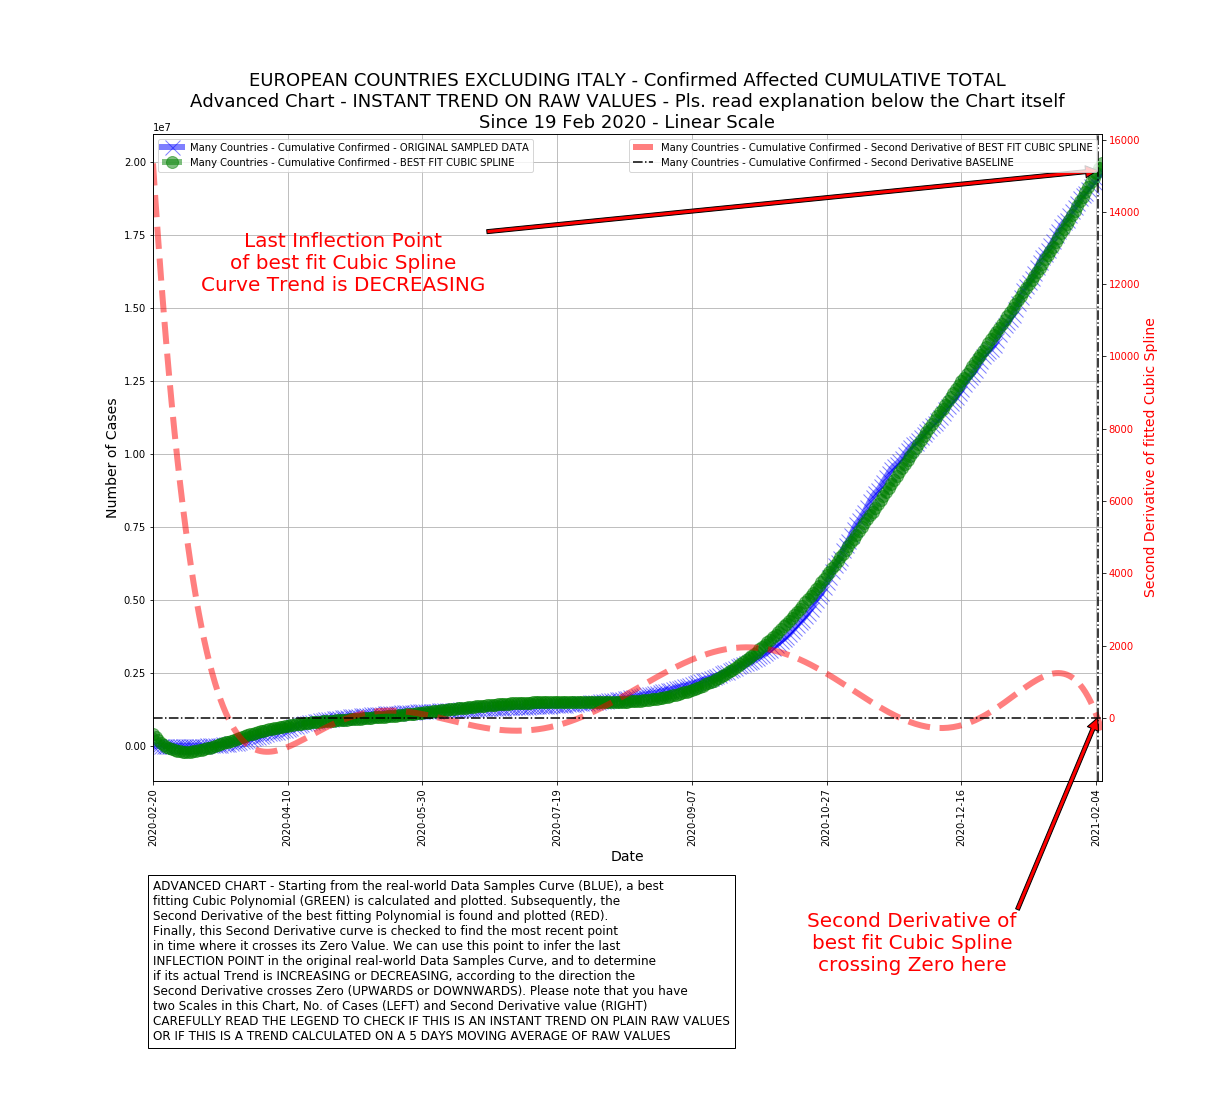 EUROPEAN COUNTRIES EXCLUDING ITALY - Confirmed Affected CUMULATIVE TOTAL
Advanced Chart - INSTANT TREND ON RAW VALUES - Pls. read explanation below the Chart itself
Since 19 Feb 2020 - Linear Scale
1e7
Many Countries - Cumulative Confirmed - ORIGINAL SAMPLED DATA
Many Countries - Cumulative Confirmed - BEST FIT CUBIC SPLINE
Many Countries - Cumulative Confirmed - Second Derivative of BEST FIT CUBIC SPLINE
Many Countries - Cumulative Confirmed - Second Derivative BASELINE
Last Inflection Point
of best fit Cubic Spline
Curve Trend is DECREASING
Number of Cases
2.00
1.75
1.50
1.25
1.00
0.75
0.50
0.25
0.00
16000
14000
12000
10000
8000
6000
4000
2000
0
Second Derivative of fitted Cubic Spline
2020-02-20
2020-04-10
2020-05-30
2020-07-19
2020-09-07
2020-10-27
2020-12-16
2021-02-04
Date
Second Derivative of
best fit Cubic Spline
crossing Zero here
ADVANCED CHART - Starting from the real-world Data Samples Curve (BLUE), a best
fitting Cubic Polynomial (GREEN) is calculated and plotted. Subsequently, the
Second Derivative of the best fitting Polynomial is found and plotted (RED).
Finally, this Second Derivative curve is checked to find the most recent point
in time where it crosses its Zero Value. We can use this point to infer the last
INFLECTION POINT in the original real-world Data Samples Curve, and to determine
if its actual Trend is INCREASING or DECREASING, according to the direction the
Second Derivative crosses Zero (UPWARDS or DOWNWARDS). Please note that you have
two Scales in this Chart, No. of Cases (LEFT) and Second Derivative value (RIGHT)
CAREFULLY READ THE LEGEND TO CHECK IF THIS IS AN INSTANT TREND ON PLAIN RAW VALUES
OR IF THIS IS A TREND CALCULATED ON A 5 DAYS MOVING AVERAGE OF RAW VALUES